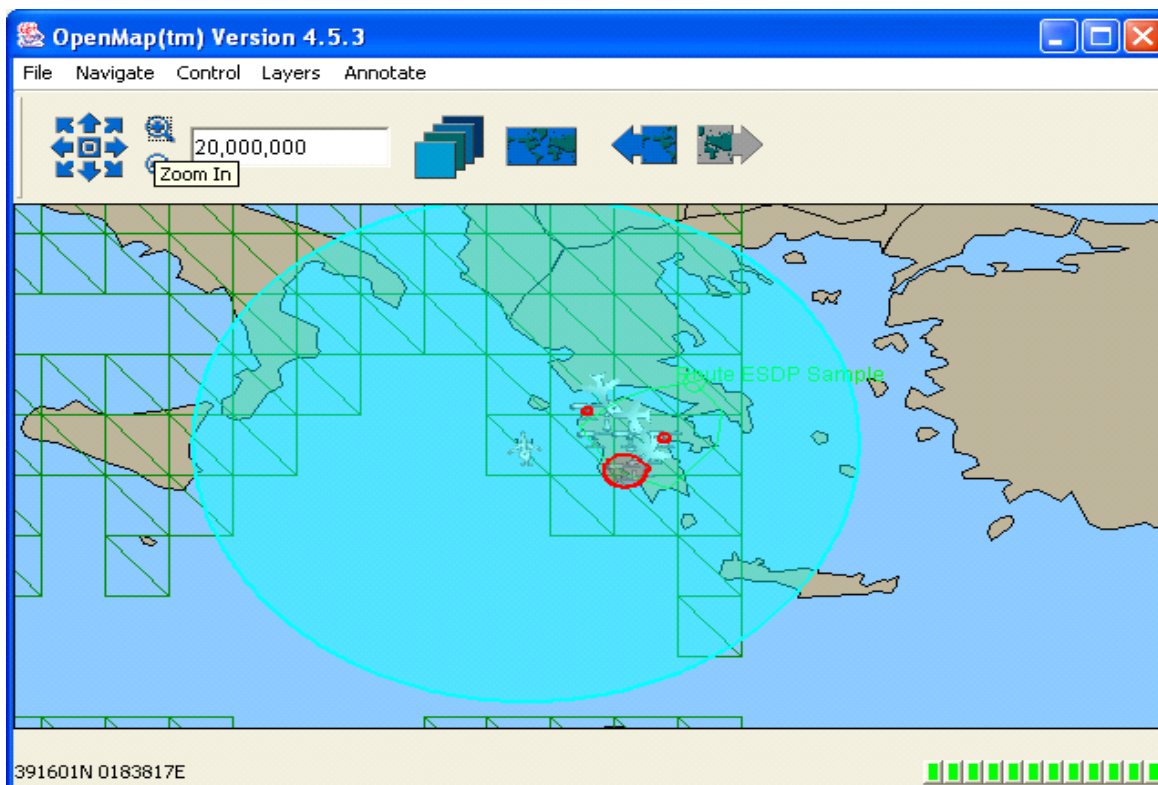 OpenMap(tm) Version 4.5.3
File Navigate Control Layers Annotate
20,000,000
Zoom In
Route ESDP Sample
391601N 0183817E